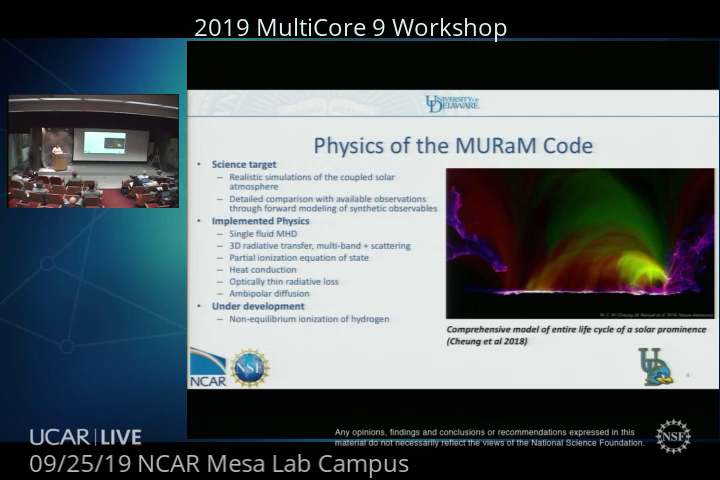 2019 MultiCore 9 Workshop
UNIVERSITY OF
DELAWARE
Physics of the MURaM Code
• Science target
– Realistic simulations of the coupled solar
atmosphere
– Detailed comparison with available observations
through forward modeling of synthetic observables
• Implemented Physics
– Single fluid MHD
– 3D radiative transfer, multi-band + scattering
– Partial ionization equation of state
– Heat conduction
– Optically thin radiative loss
– Ambipolar diffusion
• Under development
– Non-equilibrium ionization of hydrogen
Comprehensive model of entire life cycle of a solar prominence
(Cheung et al 2018)
NCAR
NSF
UD
UCAR|LIVE
Any opinions, findings and conclusions or recommendations expressed in this
material do not necessarily reflect the views of the National Science Foundation.
NSF
09/25/19 NCAR Mesa Lab Campus